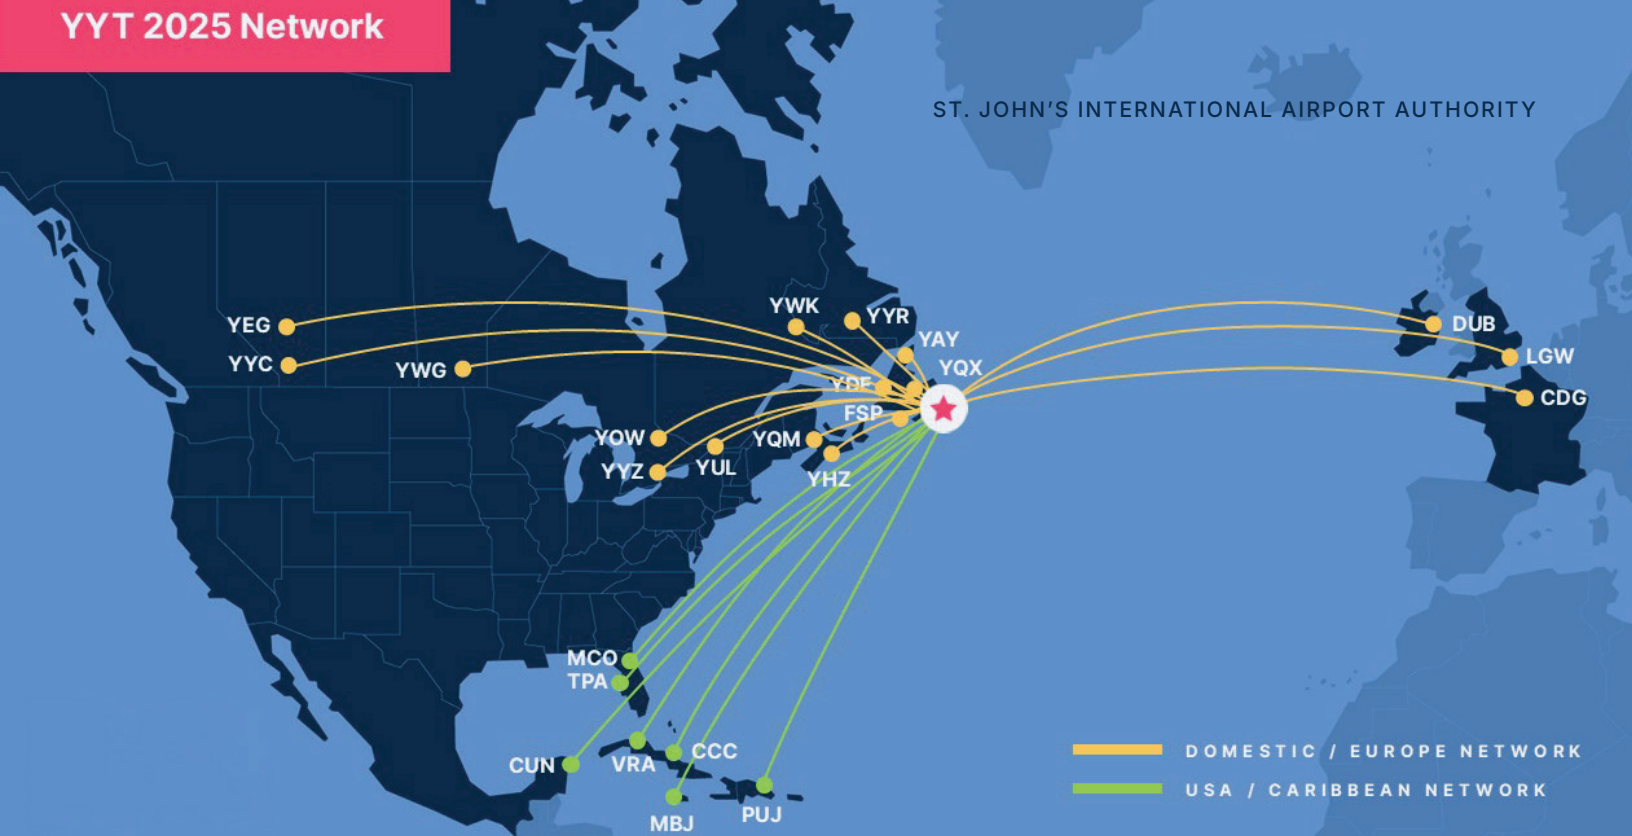 YYT 2025 Network
ST. JOHN'S INTERNATIONAL AIRPORT AUTHORITY
YEG
YYC
YWG
YWK
YYR
YAY
YQX
YDF
FSP
YOW
YYZ
YUL
YQM
YHZ
DUB
LGW
CDG
MCO
TPA
CUN
VRA
CCC
MBJ
PUJ
DOMESTIC / EUROPE NETWORK
USA / CARIBBEAN NETWORK